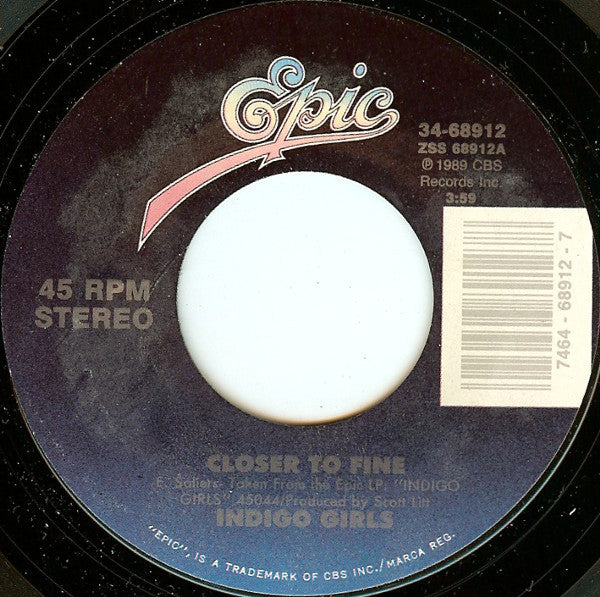 Epic
34-68912
ZSS 68912A
℗ 1989 CBS
Records Inc.
3:59
45 RPM
STEREO
7464 - 68912 - 7
CLOSER TO FINE
E. Saliers- Taken From the Epic LP: "INDIGO
GIRLS" 45044/Produced by Scott Litt
INDIGO GIRLS
"EPIC", IS A TRADEMARK OF CBS INC./MARCA REG.